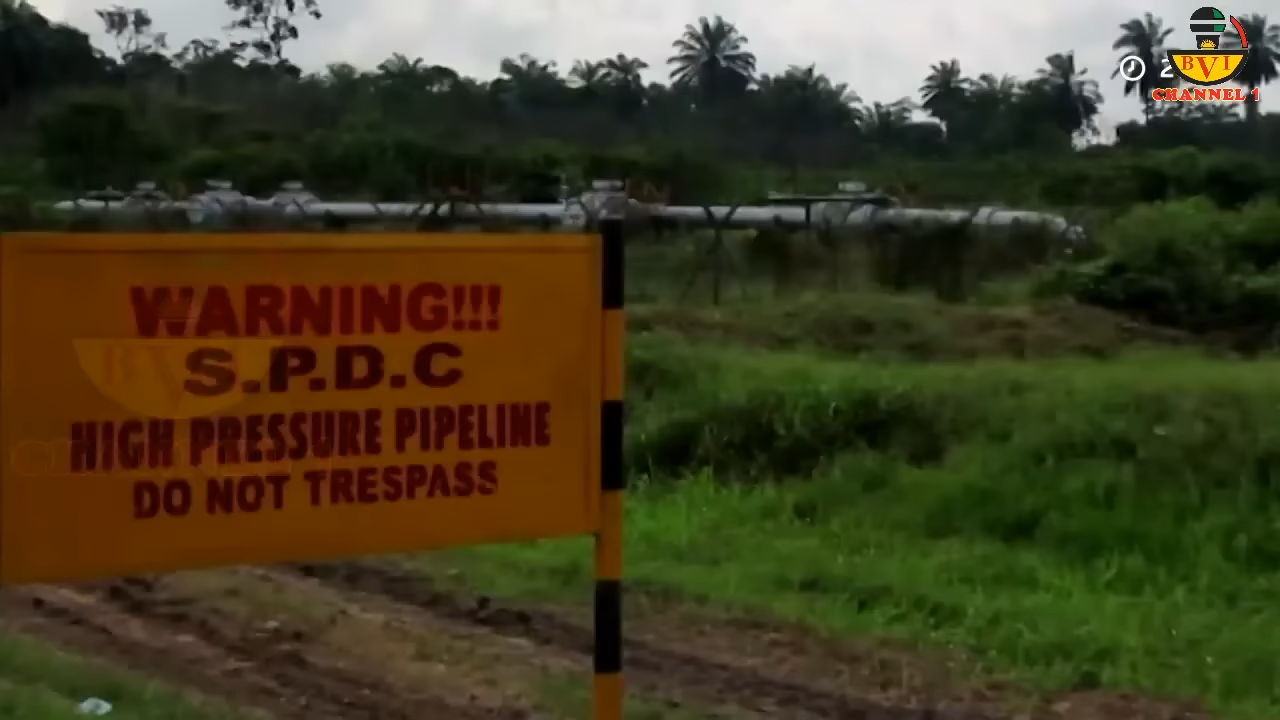 BVI
CHANNEL 1
WARNING!!!
S.P.D.C
HIGH PRESSURE PIPELINE
DO NOT TRESPASS